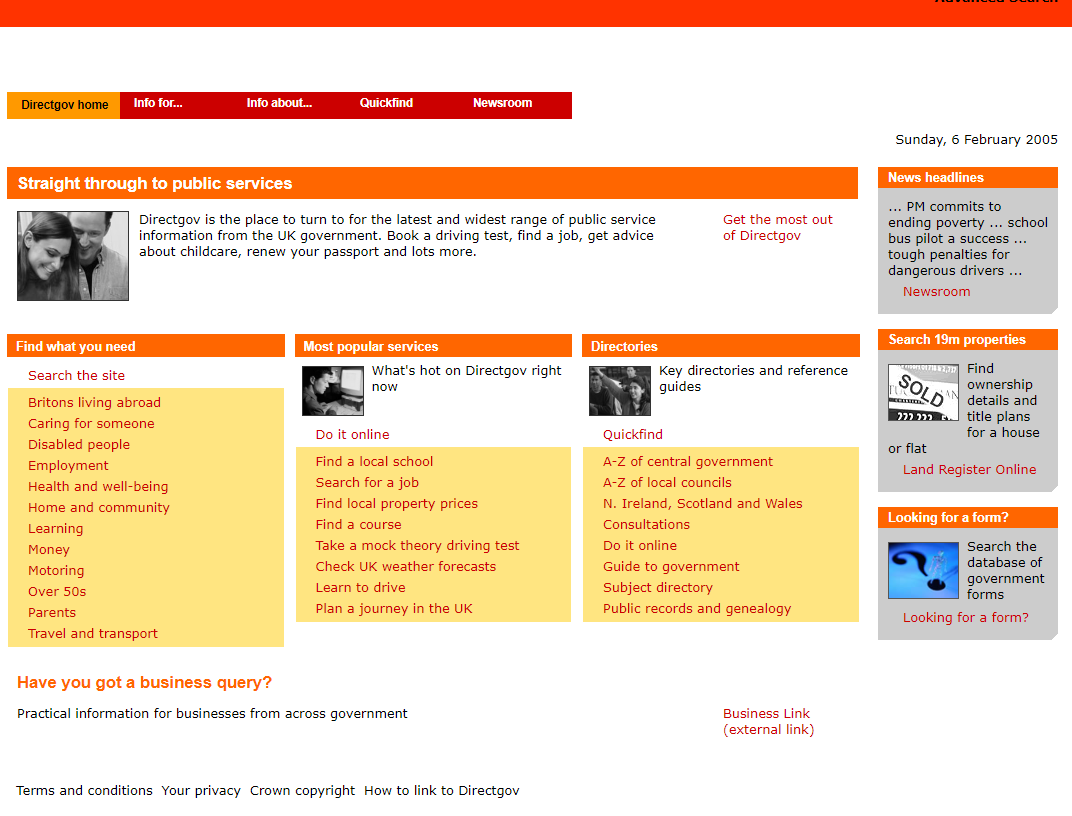 Advanced Search
Directgov home
Info for...
Info about...
Quickfind
Newsroom
Sunday, 6 February 2005
Straight through to public services
Directgov is the place to turn to for the latest and widest range of public service
information from the UK government. Book a driving test, find a job, get advice
about childcare, renew your passport and lots more.
Get the most out
of Directgov
Find what you need
Search the site
Britons living abroad
Caring for someone
Disabled people
Employment
Health and well-being
Home and community
Learning
Money
Motoring
Over 50s
Parents
Travel and transport
Most popular services
What's hot on Directgov right
now
Do it online
Find a local school
Search for a job
Find local property prices
Find a course
Take a mock theory driving test
Check UK weather forecasts
Learn to drive
Plan a journey in the UK
Directories
Key directories and reference
guides
Quickfind
A-Z of central government
A-Z of local councils
N. Ireland, Scotland and Wales
Consultations
Do it online
Guide to government
Subject directory
Public records and genealogy
News headlines
... PM commits to
ending poverty ... school
bus pilot a success ...
tough penalties for
dangerous drivers ...
Newsroom
Search 19m properties
SOLD
Find
ownership
details and
title plans
for a house
or flat
Land Register Online
Looking for a form?
Search the
database of
government
forms
Looking for a form?
Have you got a business query?
Practical information for businesses from across government
Business Link
(external link)
Terms and conditions Your privacy Crown copyright How to link to Directgov